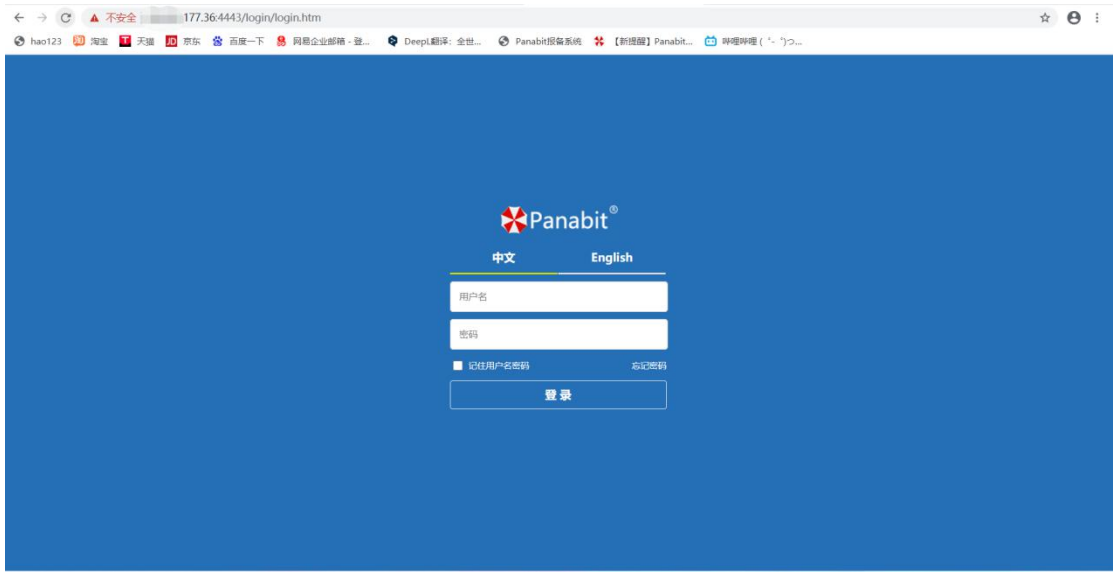 不安全 177.36:4443/login/login.htm
hao123 淘宝 天猫 JD 京东 百度一下 网易企业邮箱 - 登... DeepL翻译：全世... Panabit报备系统 【新提醒】Panabit... 哔哩哔哩 ( ゜- ゜)つ...
Panabit®
中文 English
用户名
密码
记住用户名密码 忘记密码
登 录